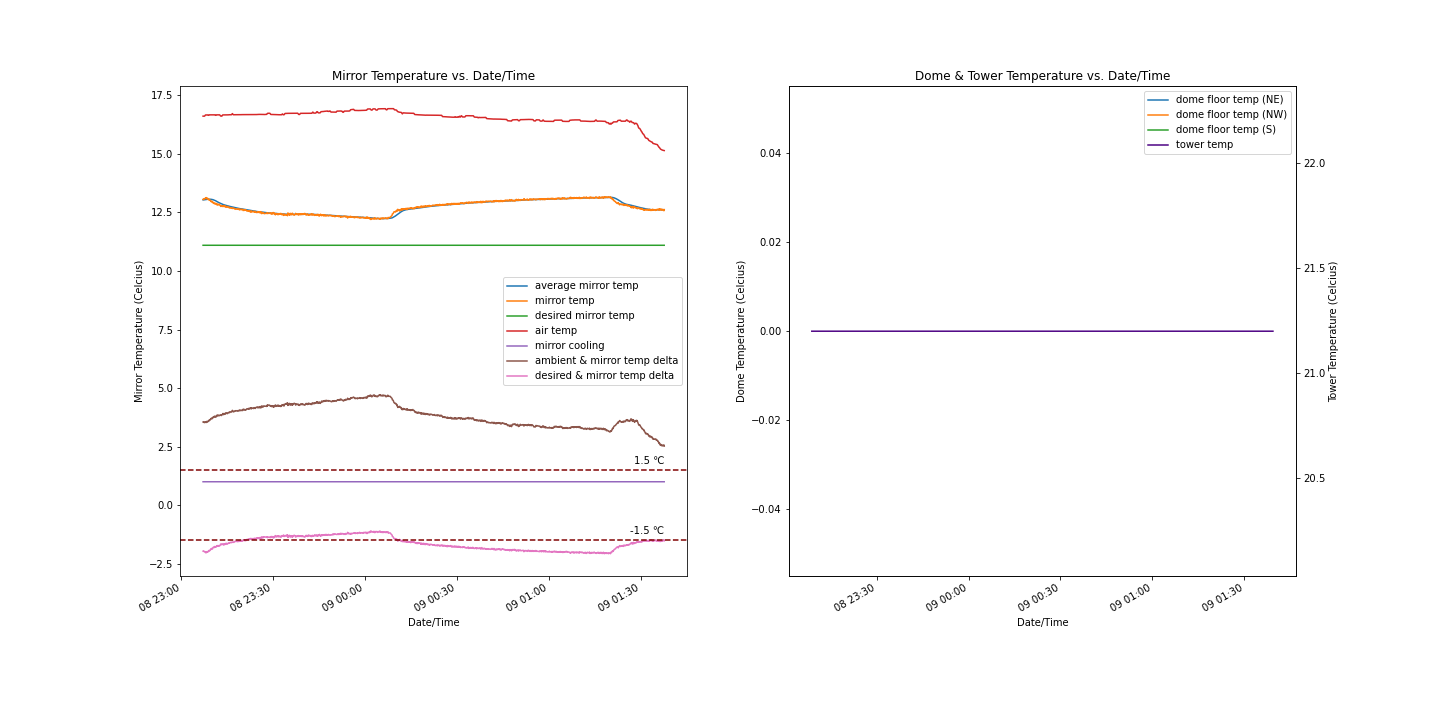 Mirror Temperature vs. Date/Time
Mirror Temperature (Celcius)
17.5
15.0
12.5
10.0
7.5
5.0
2.5
0.0
−2.5
average mirror temp
mirror temp
desired mirror temp
air temp
mirror cooling
ambient & mirror temp delta
desired & mirror temp delta
1.5 ℃
-1.5 ℃
08 23:00
08 23:30
09 00:00
09 00:30
09 01:00
09 01:30
Date/Time
Dome & Tower Temperature vs. Date/Time
Dome Temperature (Celcius)
0.04
0.02
0.00
−0.02
−0.04
dome floor temp (NE)
dome floor temp (NW)
dome floor temp (S)
tower temp
22.0
21.5
21.0
20.5
Tower Temperature (Celcius)
08 23:30
09 00:00
09 00:30
09 01:00
09 01:30
Date/Time